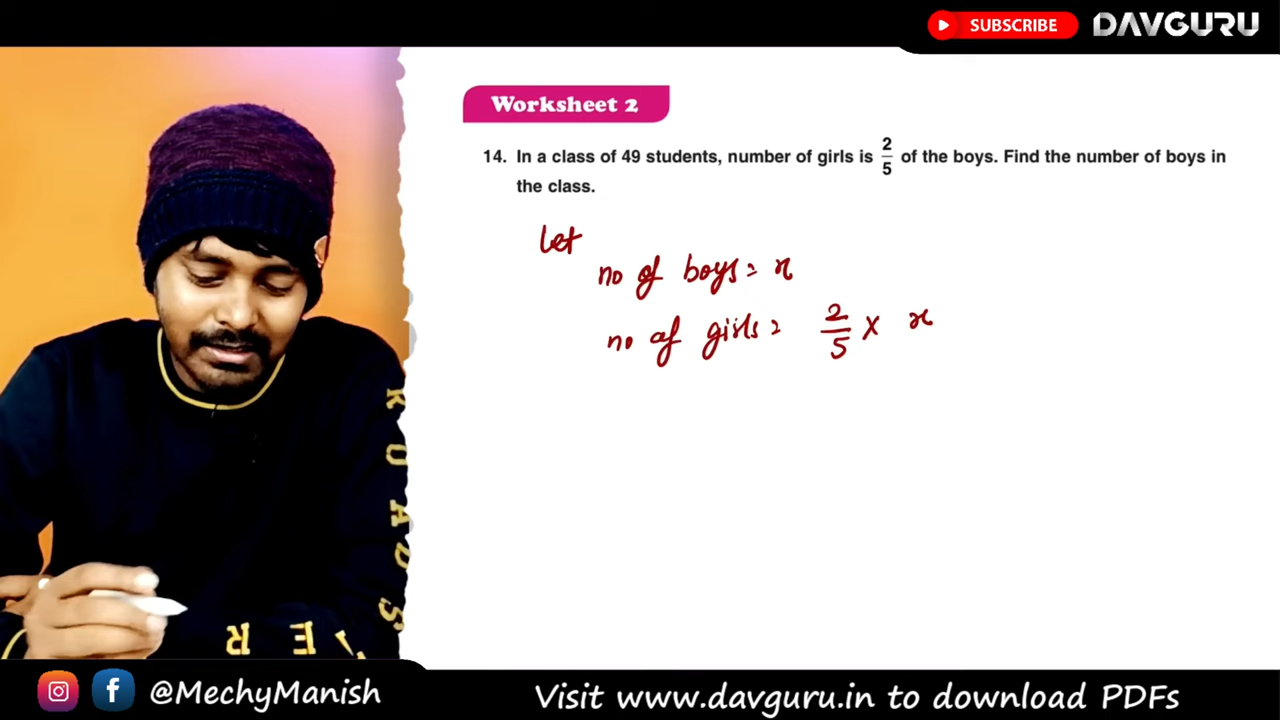 SUBSCRIBE DAVGURU
Worksheet 2
14. In a class of 49 students, number of girls is 2/5 of the boys. Find the number of boys in
the class.
Let
no of boys = x
no of girls = 2/5 × x
ROADS
TER
@MechyManish
Visit www.davguru.in to download PDFs